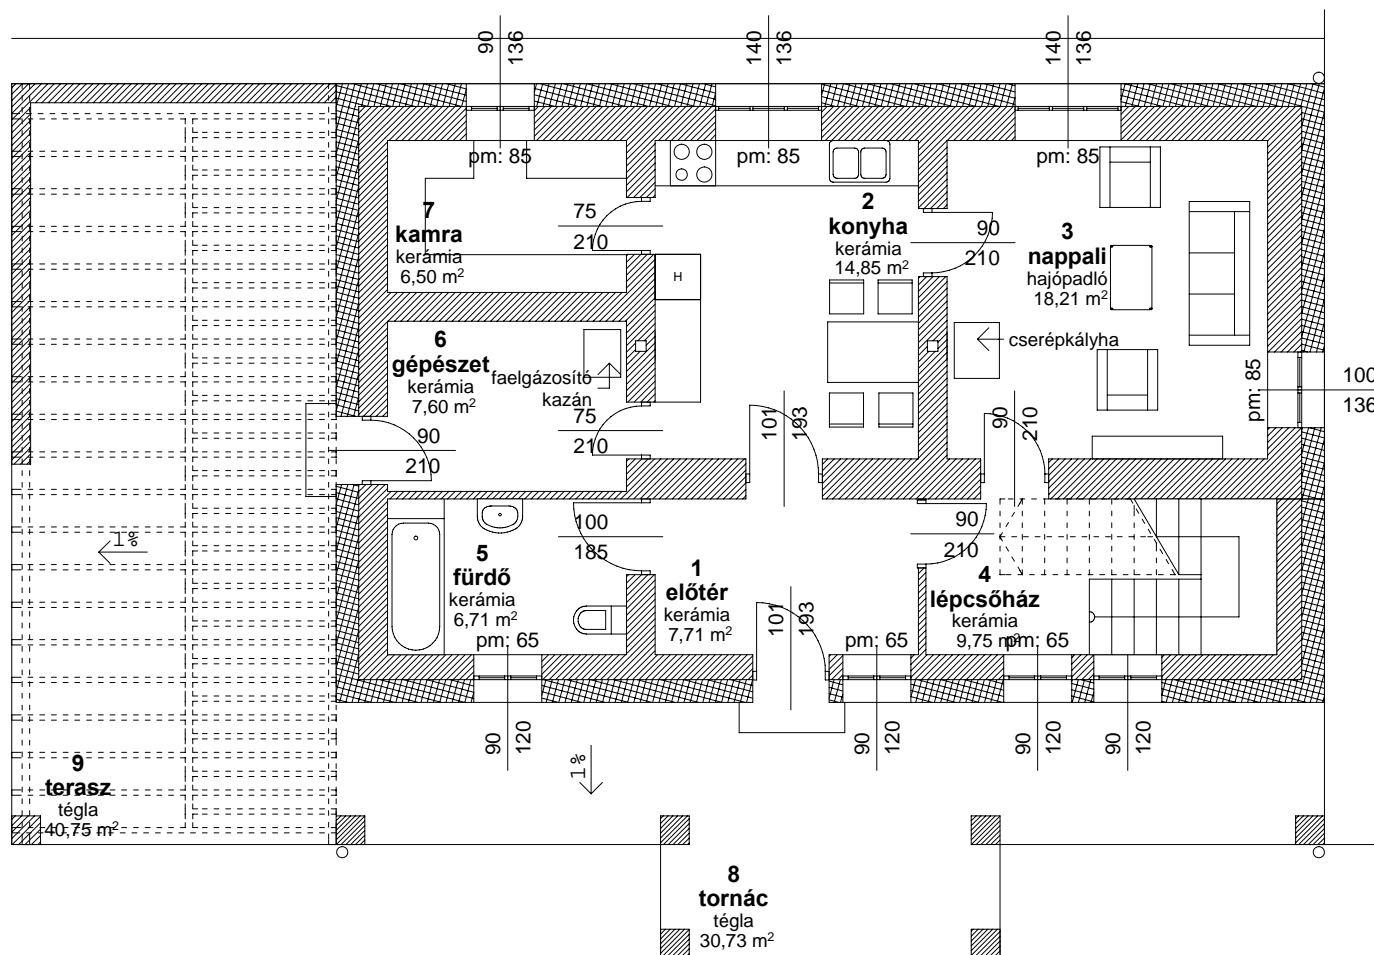 90
136
140
136
140
136
pm: 85
pm: 85
pm: 85
7
kamra
kerámia
6,50 m²
75
210
2
konyha
kerámia
14,85 m²
90
210
3
nappali
hajópadló
18,21 m²
H
6
gépészet
kerámia
7,60 m²
faelgázosító
kazán
cserépkályha
pm: 85
100
136
75
210
90
210
101
193
90
210
1%
5
fürdő
kerámia
6,71 m²
100
185
1
előtér
kerámia
7,71 m²
90
210
4
lépcsőház
kerámia
9,75 m²
101
193
pm: 65
pm: 65
pm: 65
90
120
90
120
90
120
90
120
1%
9
terasz
tégla
40,75 m²
8
tornác
tégla
30,73 m²